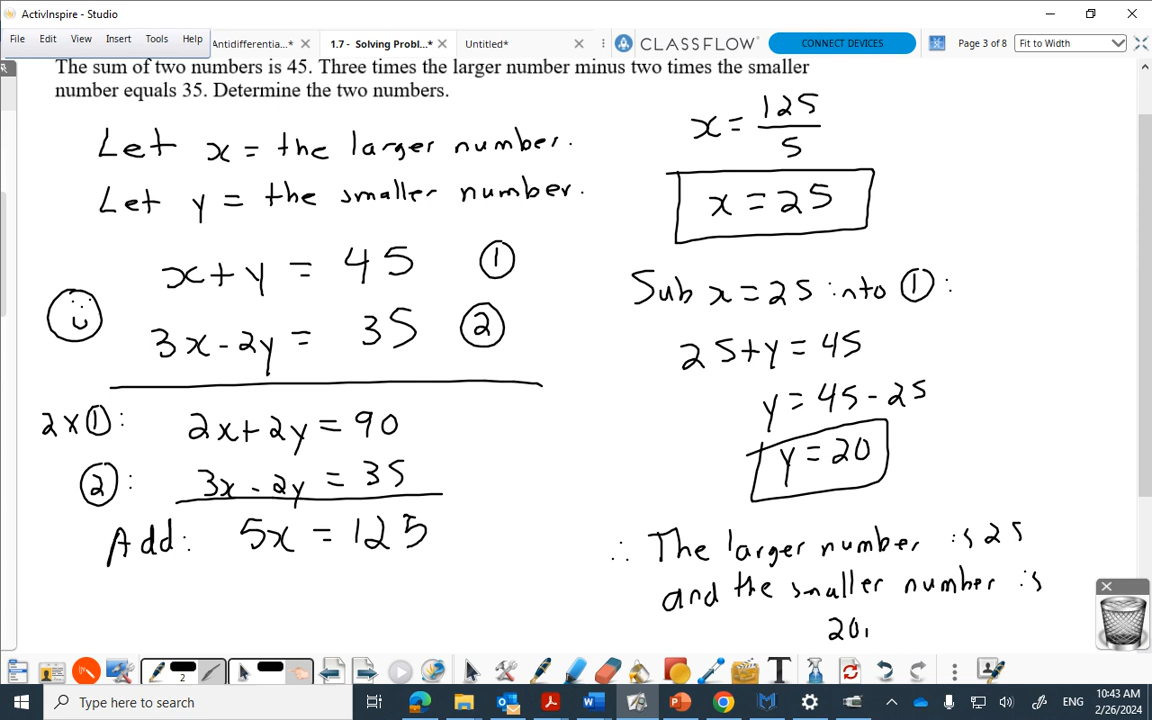 ActivInspire - Studio
File Edit View Insert Tools Help
Antidifferentia...* 1.7 - Solving Probl...* Untitled*
CLASSFLOW
CONNECT DEVICES
Page 3 of 8
Fit to Width
The sum of two numbers is 45. Three times the larger number minus two times the smaller
number equals 35. Determine the two numbers.
Let x = the larger number.
Let y = the smaller number.
x+y = 45 ①
3x-2y = 35 ②
2x①: 2x+2y = 90
②: 3x-2y = 35
Add: 5x = 125
x = 125/5
x = 25
Sub x = 25 into ①:
25+y = 45
y = 45-25
y = 20
∴ The larger number is 25
and the smaller number is
20.
2
T
Type here to search
ENG
10:43 AM
2/26/2024